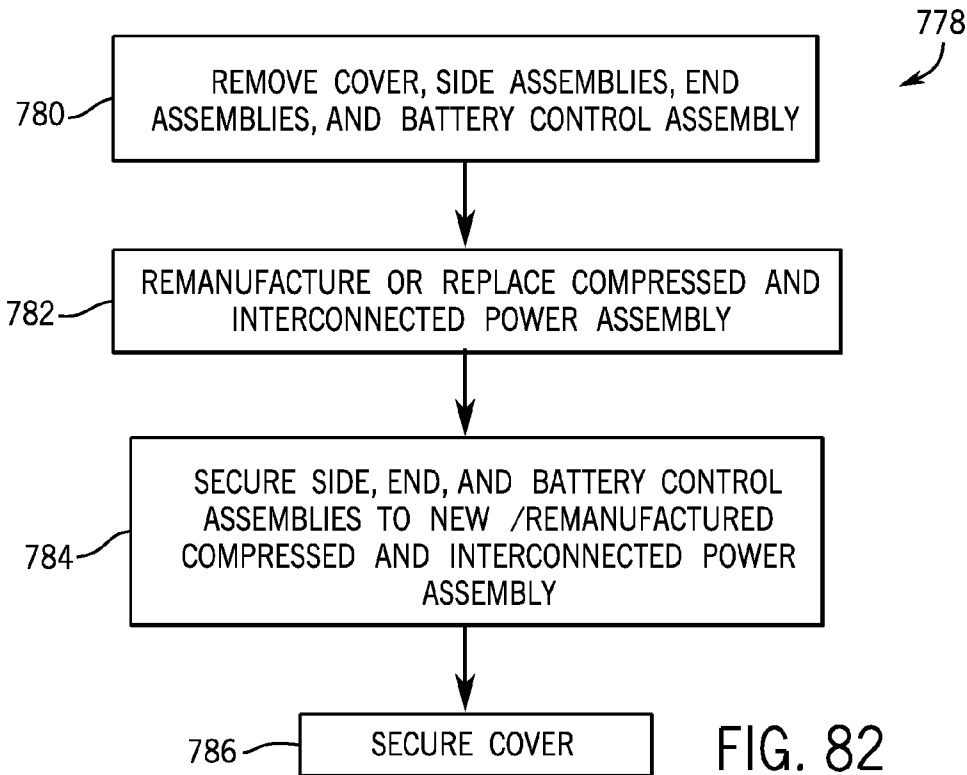 778
780
REMOVE COVER, SIDE ASSEMBLIES, END
ASSEMBLIES, AND BATTERY CONTROL ASSEMBLY
782
REMANUFACTURE OR REPLACE COMPRESSED AND
INTERCONNECTED POWER ASSEMBLY
784
SECURE SIDE, END, AND BATTERY CONTROL
ASSEMBLIES TO NEW /REMANUFACTURED
COMPRESSED AND INTERCONNECTED POWER
ASSEMBLY
786
SECURE COVER
FIG. 82